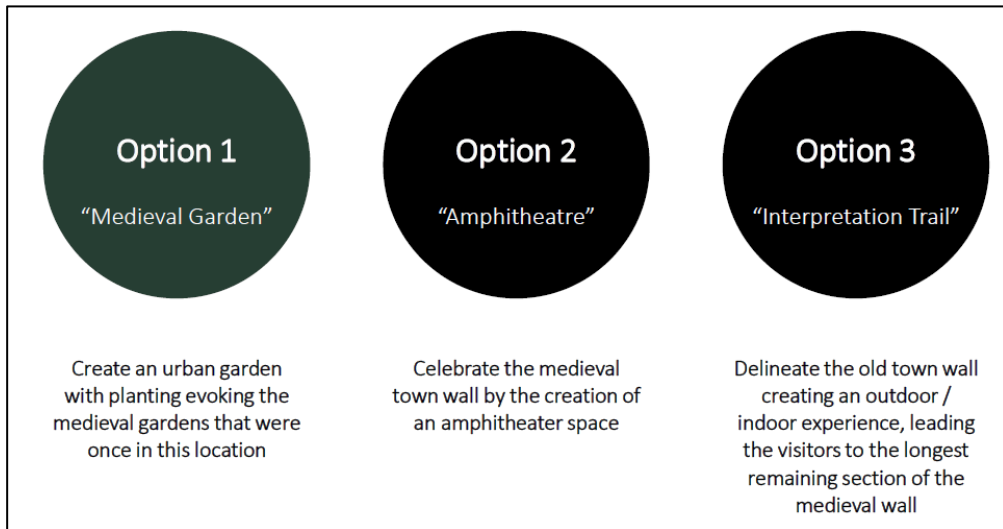 Option 1
“Medieval Garden”
Create an urban garden
with planting evoking the
medieval gardens that were
once in this location
Option 2
“Amphitheatre”
Celebrate the medieval
town wall by the creation of
an amphitheater space
Option 3
“Interpretation Trail”
Delineate the old town wall
creating an outdoor /
indoor experience, leading
the visitors to the longest
remaining section of the
medieval wall